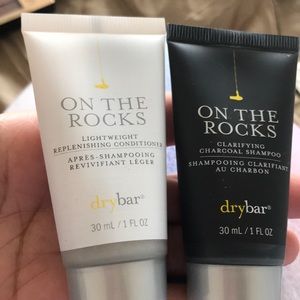 ON THE
ROCKS
LIGHTWEIGHT
REPLENISHING CONDITIONER
APRÈS-SHAMPOOING
REVIVIFIANT LÉGER
drybar®
30 mL / 1 FL OZ
ON THE
ROCKS
CLARIFYING
CHARCOAL SHAMPOO
SHAMPOOING CLARIFIANT
AU CHARBON
drybar®
30 mL / 1 FL OZ